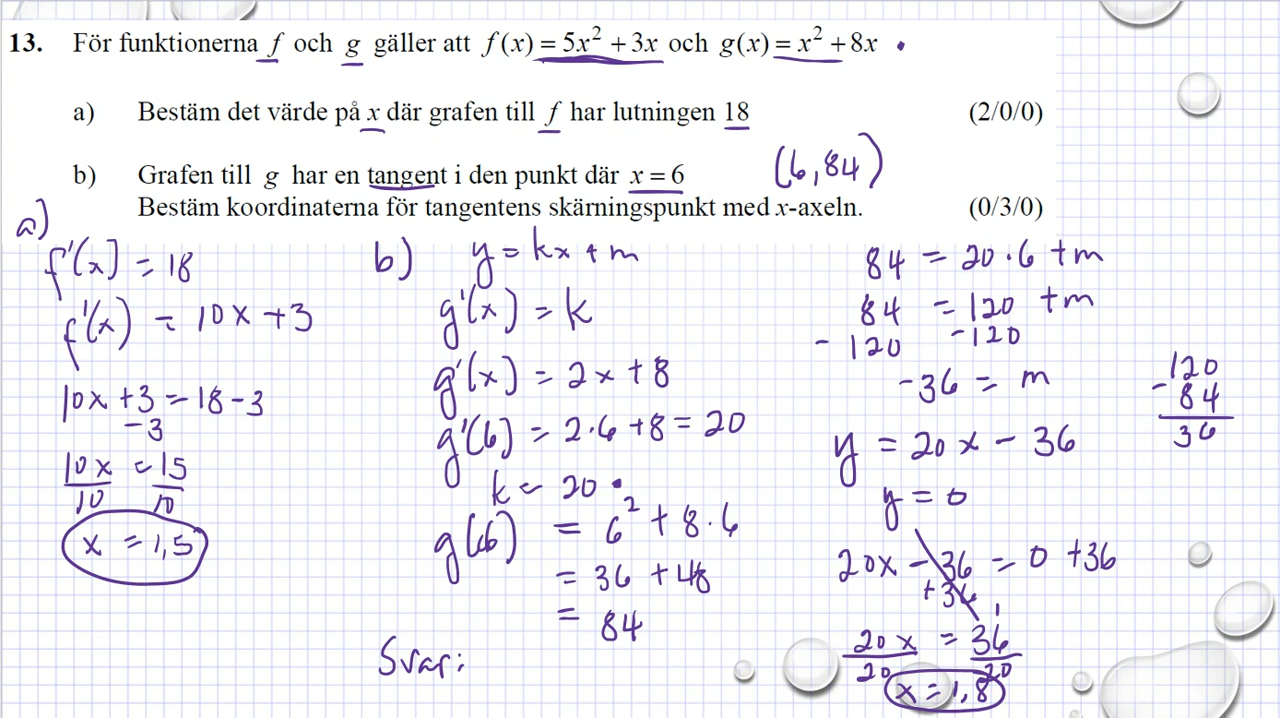 13. För funktionerna f och g gäller att f(x) = 5x² + 3x och g(x) = x² + 8x
a) Bestäm det värde på x där grafen till f har lutningen 18 (2/0/0)
b) Grafen till g har en tangent i den punkt där x = 6
(6,84)
Bestäm koordinaterna för tangentens skärningspunkt med x-axeln. (0/3/0)
a)
f'(x) = 18
f'(x) = 10x + 3
10x + 3 = 18 - 3
- 3
10x = 15
10 10
x = 1,5
b) y = kx + m
g'(x) = k
g'(x) = 2x + 8
g'(6) = 2·6 + 8 = 20
k = 20
g(6) = 6² + 8·6
= 36 + 48
= 84
Svar:
84 = 20·6 + m
84 = 120 + m
- 120 - 120
- 36 = m
y = 20x - 36
y = 0
20x - 36 = 0 + 36
+ 36
20x = 36
20 20
x = 1,8
120
- 84
36